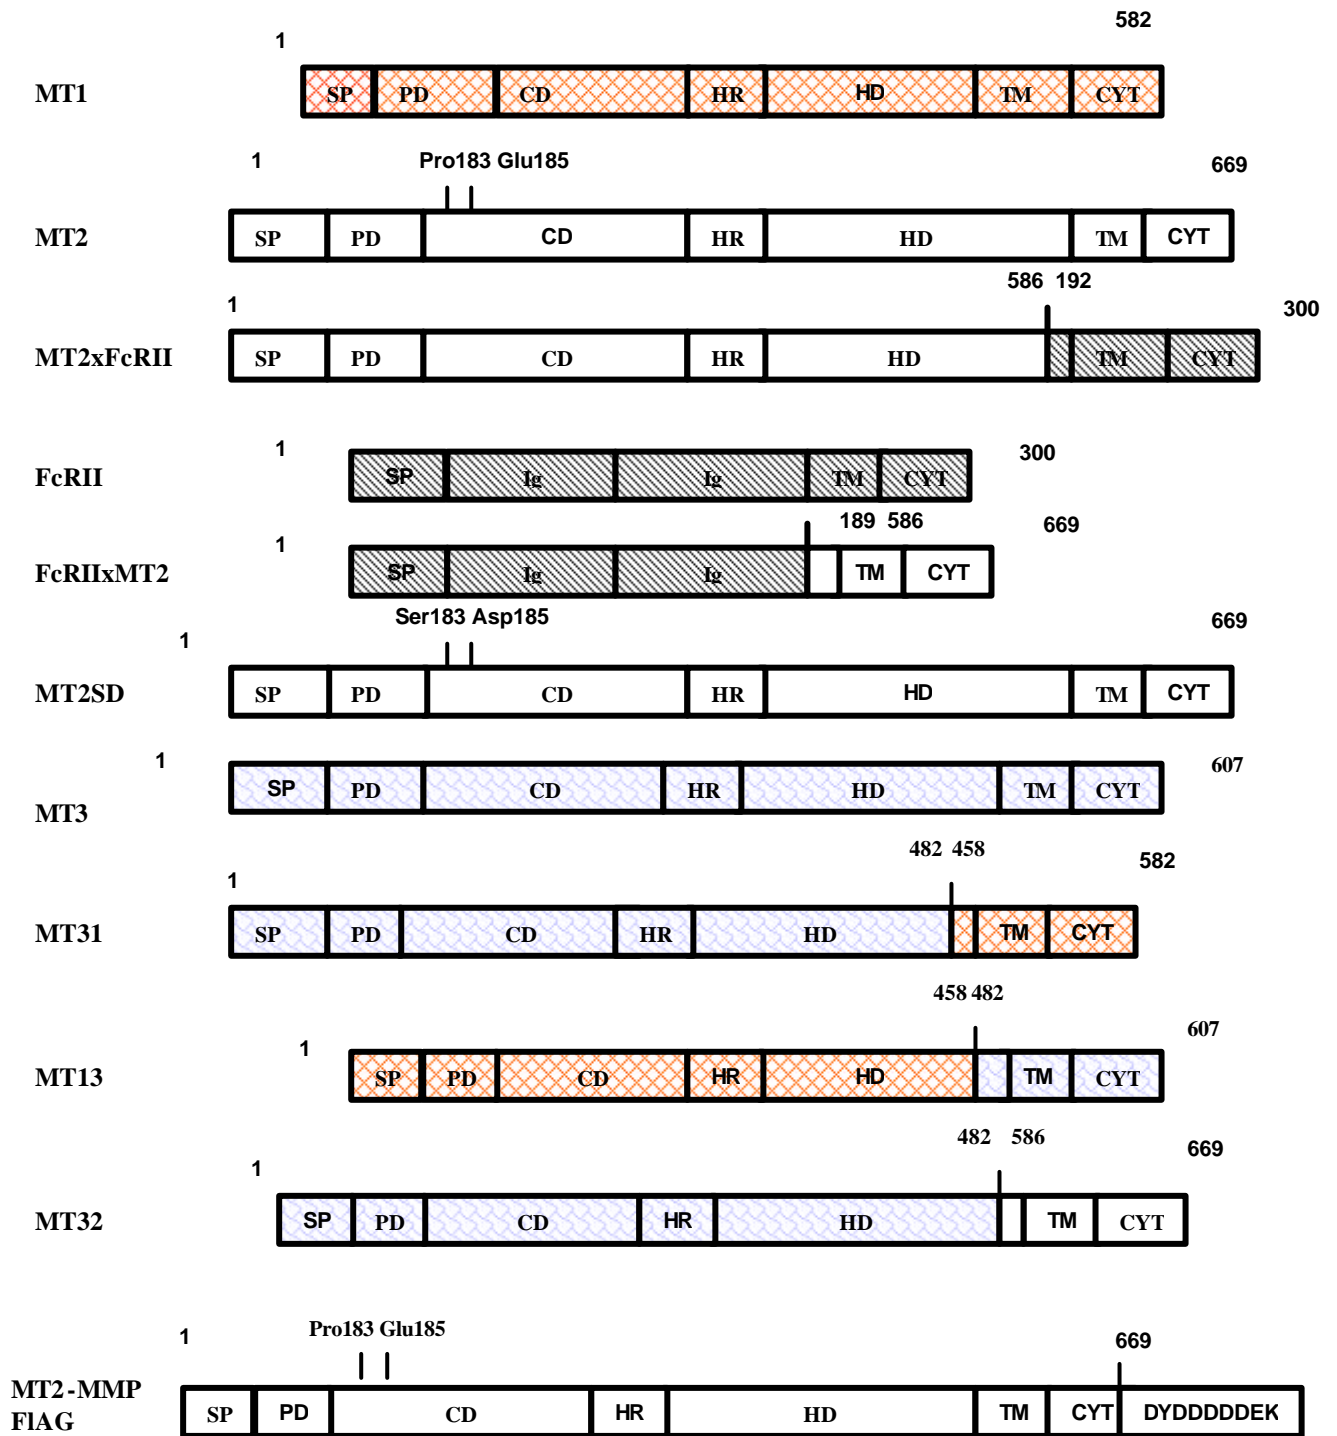 1 582
MT1 SP PD CD HR HD TM CYT
1 Pro183 Glu185 669
MT2 SP PD CD HR HD TM CYT
1 586 192 300
MT2xFcRII SP PD CD HR HD TM CYT
1 300
FcRII SP Ig Ig TM CYT
1 189 586 669
FcRIIxMT2 SP Ig Ig TM CYT
1 Ser183 Asp185 669
MT2SD SP PD CD HR HD TM CYT
1 607
MT3 SP PD CD HR HD TM CYT
1 482 458 582
MT31 SP PD CD HR HD TM CYT
1 458 482 607
MT13 SP PD CD HR HD TM CYT
1 482 586 669
MT32 SP PD CD HR HD TM CYT
1 Pro183 Glu185 669
MT2-MMP
FlAG SP PD CD HR HD TM CYT DYDDDDDEK